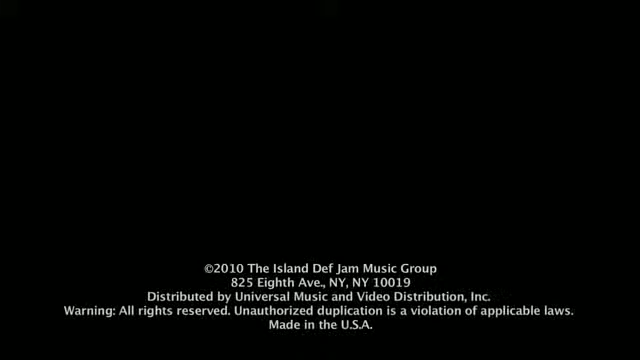 ©2010 The Island Def Jam Music Group
825 Eighth Ave., NY, NY 10019
Distributed by Universal Music and Video Distribution, Inc.
Warning: All rights reserved. Unauthorized duplication is a violation of applicable laws.
Made in the U.S.A.